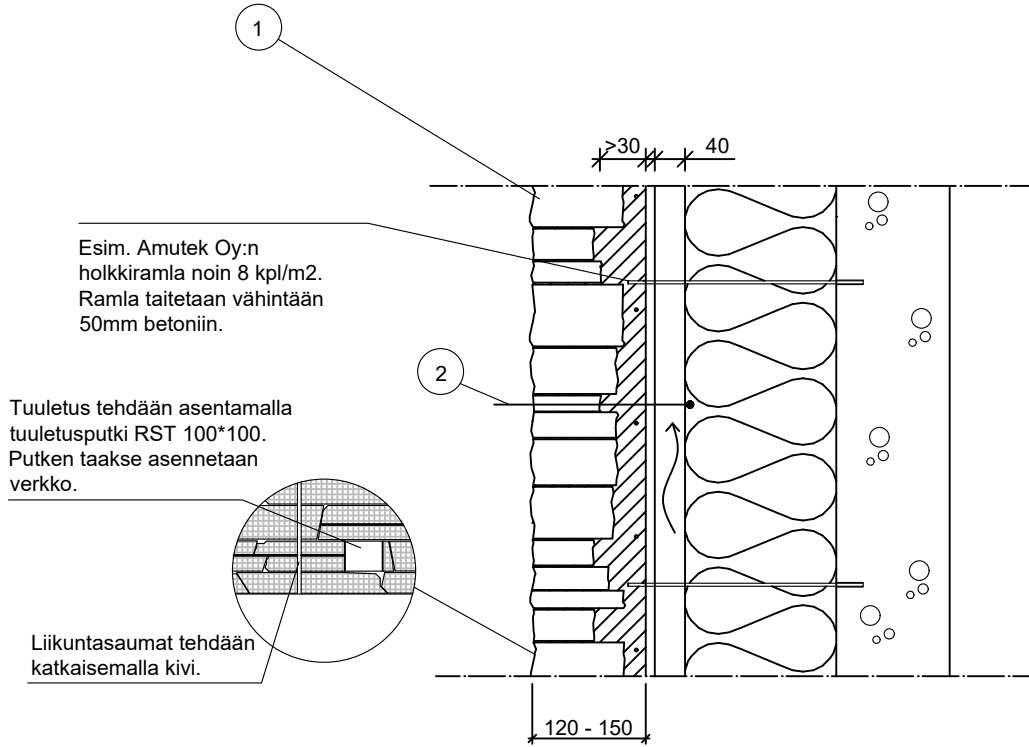 1
>30
40
Esim. Amutek Oy:n
holkkiramla noin 8 kpl/m2.
Ramla taitetaan vähintään
50mm betoniin.
2
Tuuletus tehdään asentamalla
tuuletusputki RST 100*100.
Putken taakse asennetaan
verkko.
Liikuntasaumat tehdään
katkaisemalla kivi.
120 - 150